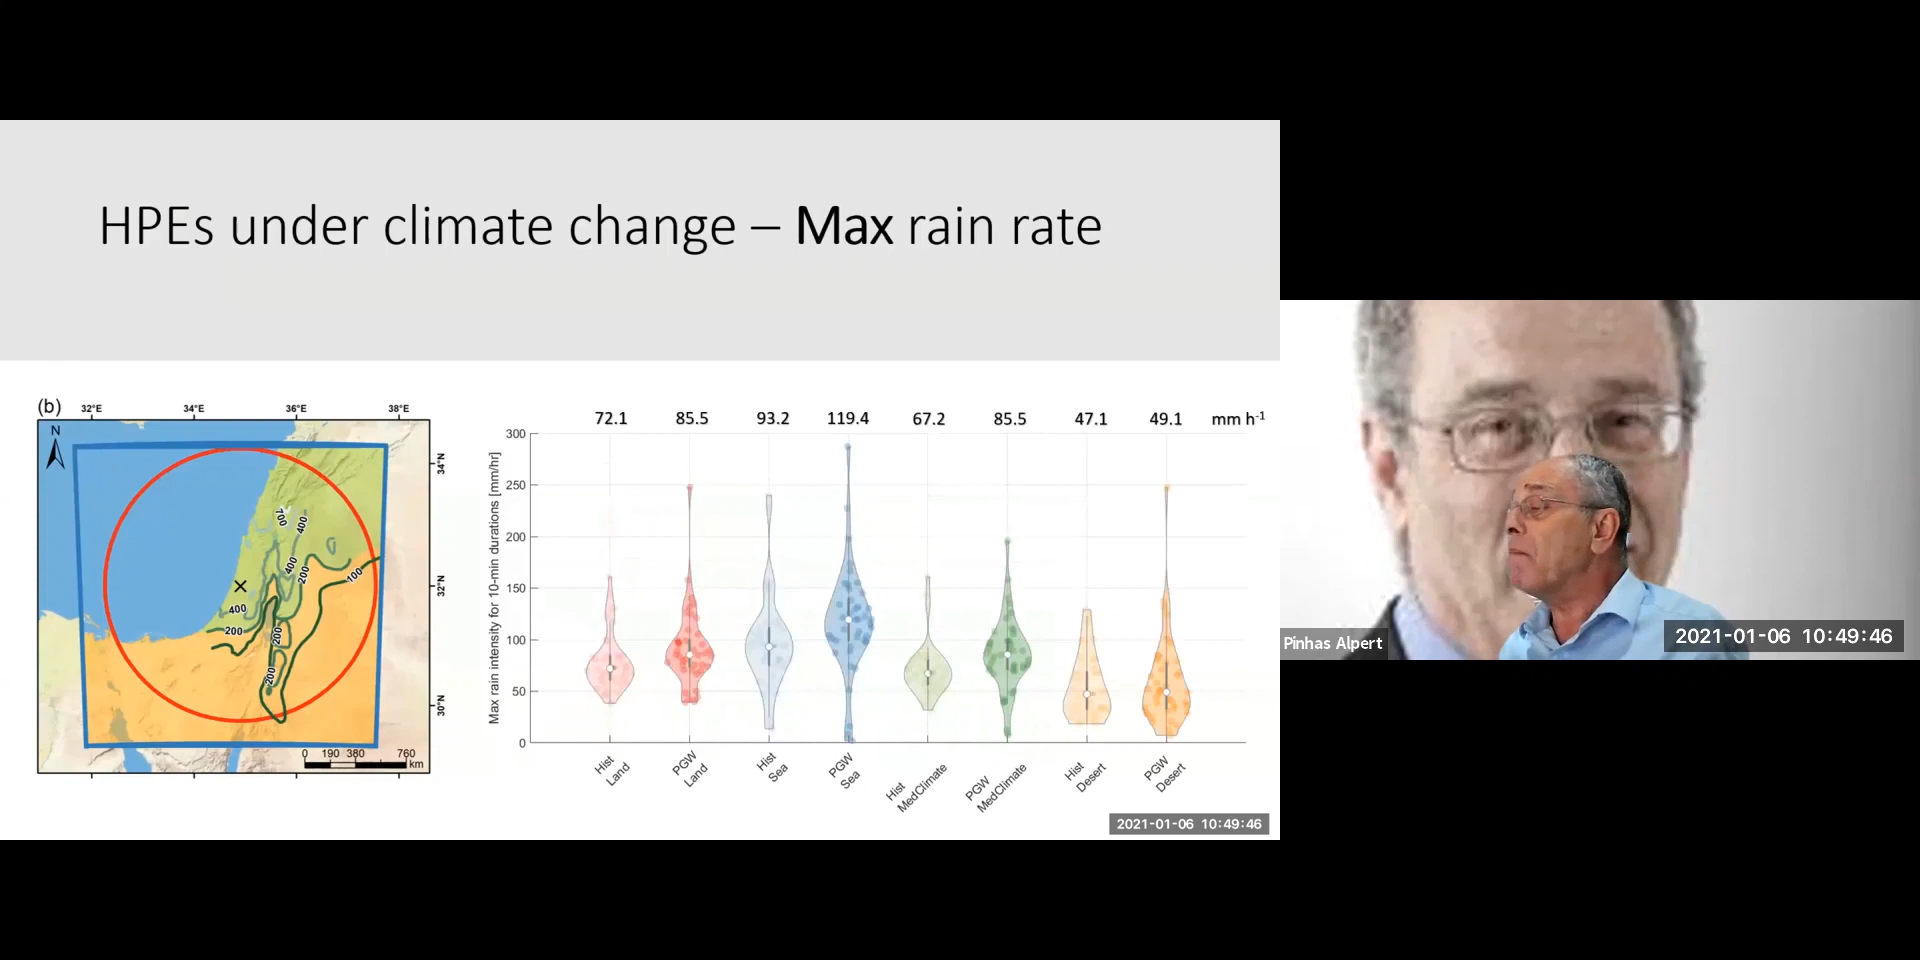 HPEs under climate change – Max rain rate
(b)
32°E 34°E 36°E 38°E
N
34°N
32°N
30°N
700
400
400
200
100
400
200
200
200
0 190 380 760
km
72.1 85.5 93.2 119.4 67.2 85.5 47.1 49.1 mm h⁻¹
Max rain intensity for 10-min durations [mm/hr]
300
250
200
150
100
50
0
Hist
Land
PGW
Land
Hist
Sea
PGW
Sea
Hist
MedClimate
PGW
MedClimate
Hist
Desert
PGW
Desert
2021-01-06 10:49:46
Pinhas Alpert
2021-01-06 10:49:46